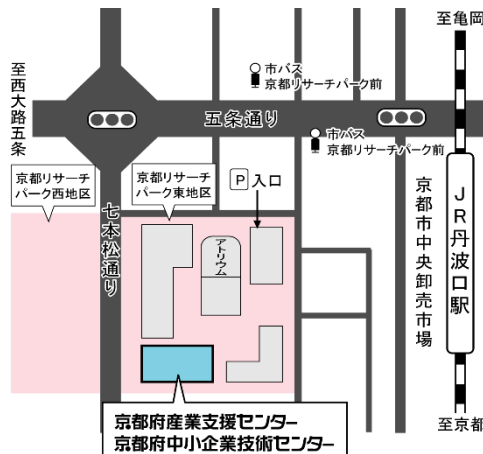 至亀岡
市バス
京都リサーチパーク前
至西大路五条
五条通り
市バス
京都リサーチパーク前
京都リサーチ
パーク西地区
京都リサーチ
パーク東地区
P 入口
七本松通り
アトリウム
京都市中央卸売市場
JR丹波口駅
京都府産業支援センター
京都府中小企業技術センター
至京都